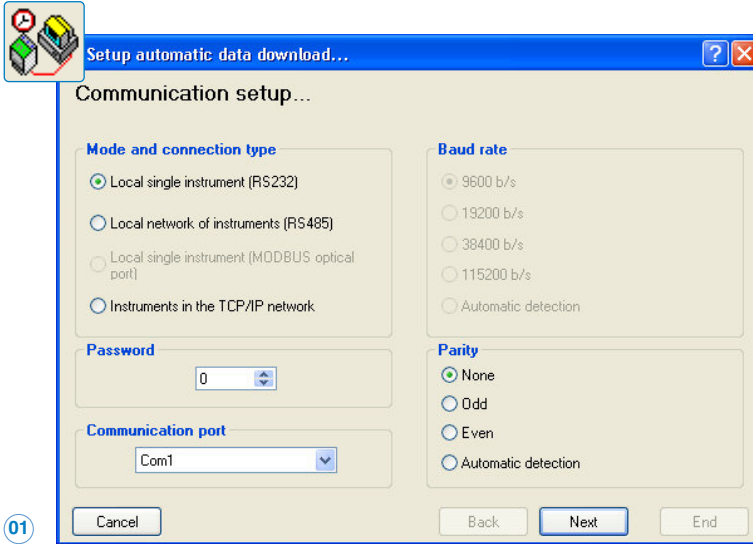 Setup automatic data download...
?
Communication setup...
Mode and connection type
Local single instrument (RS232)
Local network of instruments (RS485)
Local single instrument (MODBUS optical
port)
Instruments in the TCP/IP network
Baud rate
9600 b/s
19200 b/s
38400 b/s
115200 b/s
Automatic detection
Password
0
Parity
None
Odd
Even
Automatic detection
Communication port
Com1
01
Cancel
Back
Next
End